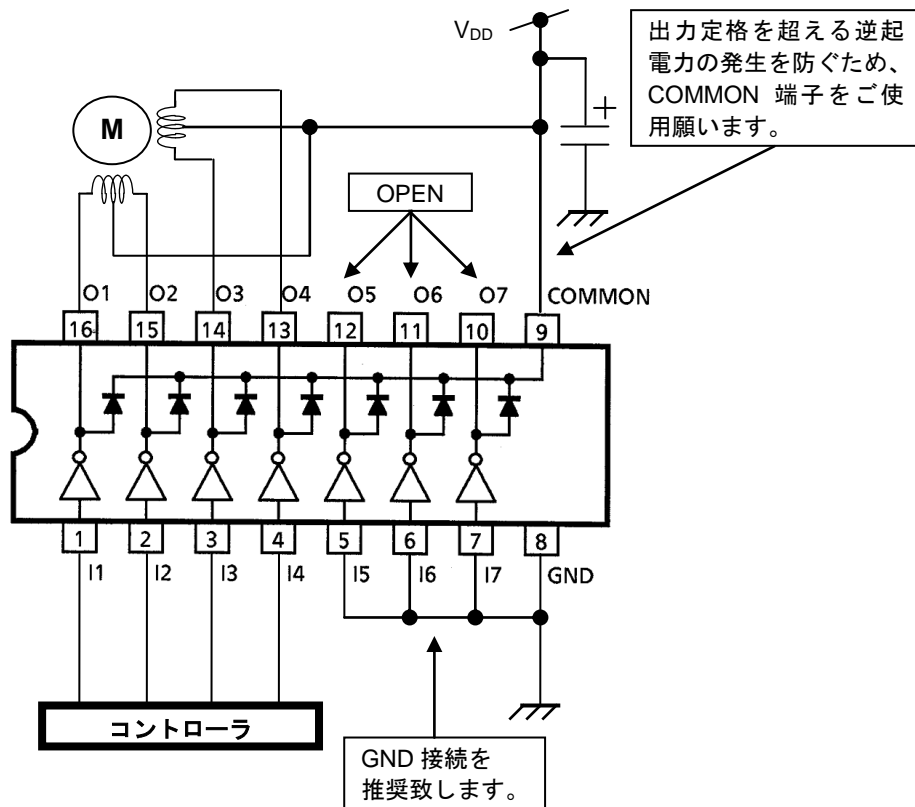 VDD
出力定格を超える逆起
電力の発生を防ぐため、
COMMON 端子をご使
用願います。
+
M
OPEN
O1 O2 O3 O4 O5 O6 O7 COMMON
16 15 14 13 12 11 10 9
1 2 3 4 5 6 7 8
I1 I2 I3 I4 I5 I6 I7 GND
コントローラ
GND 接続を
推奨致します。